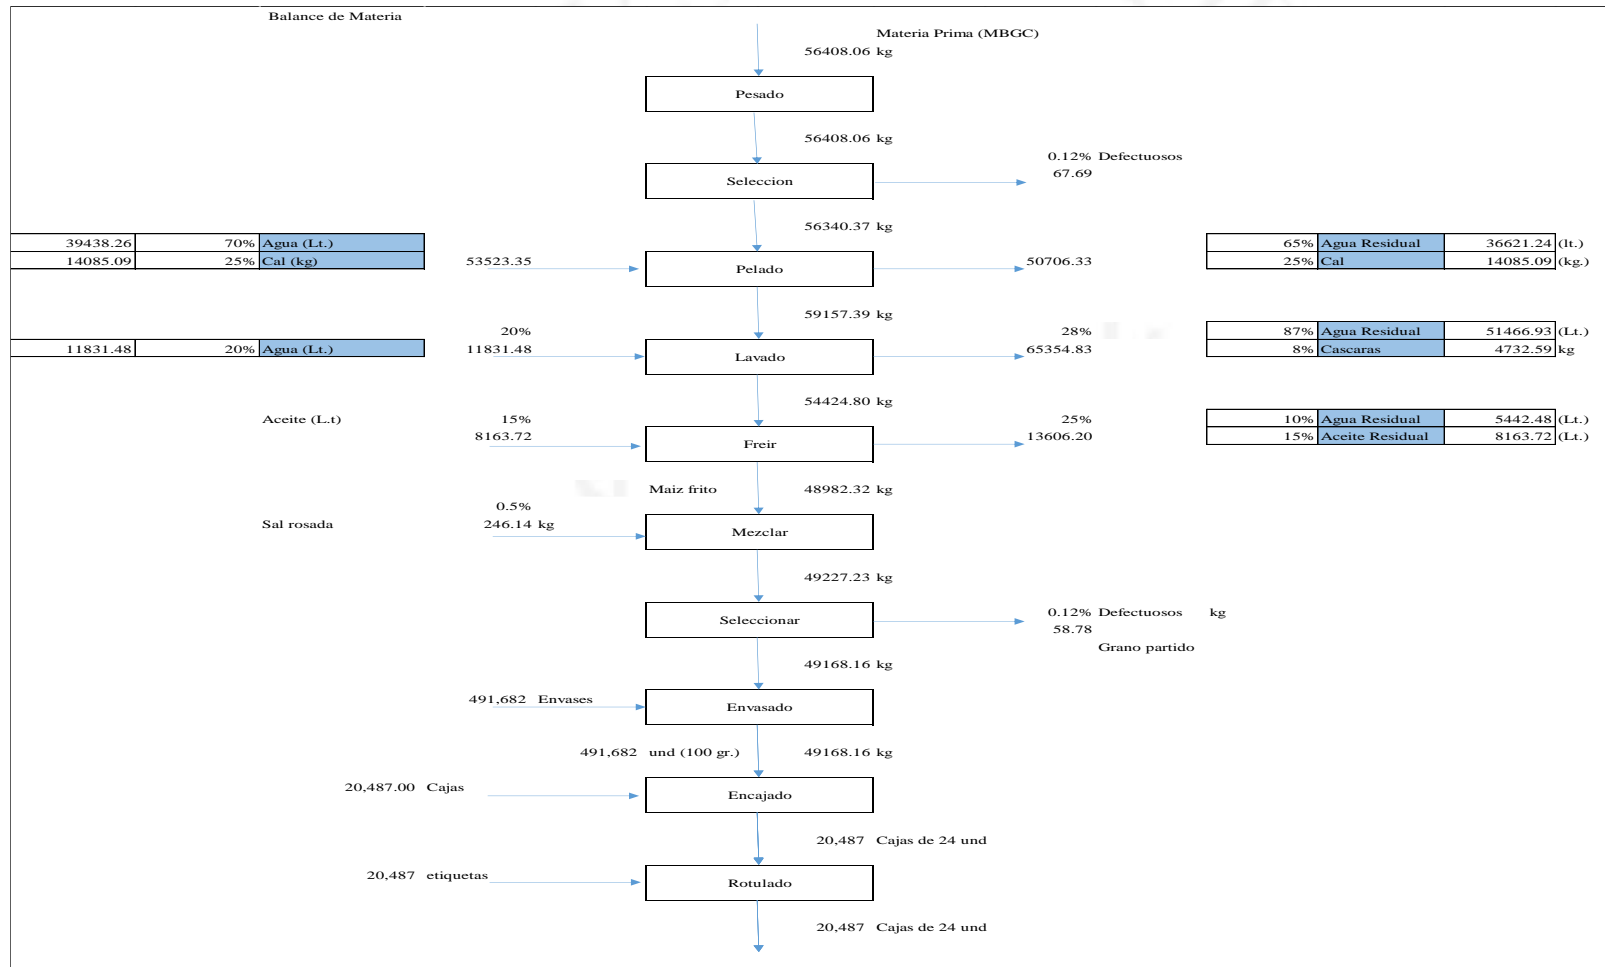 Balance de Materia
Materia Prima (MBGC)
56408.06 kg
Pesado
56408.06 kg
0.12% Defectuosos
67.69
Seleccion
56340.37 kg
39438.26 70% Agua (Lt.)
14085.09 25% Cal (kg)
53523.35
Pelado
50706.33
65% Agua Residual 36621.24 (lt.)
25% Cal 14085.09 (kg.)
59157.39 kg
20%
11831.48 20% Agua (Lt.)
11831.48
Lavado
28%
65354.83
87% Agua Residual 51466.93 (Lt.)
8% Cascaras 4732.59 kg
54424.80 kg
Aceite (L.t) 15%
8163.72
Freir
25%
13606.20
10% Agua Residual 5442.48 (Lt.)
15% Aceite Residual 8163.72 (Lt.)
Maiz frito 48982.32 kg
0.5%
Sal rosada 246.14 kg
Mezclar
49227.23 kg
Seleccionar
0.12% Defectuosos kg
58.78
Grano partido
49168.16 kg
491,682 Envases
Envasado
491,682 und (100 gr.) 49168.16 kg
20,487.00 Cajas
Encajado
20,487 Cajas de 24 und
20,487 etiquetas
Rotulado
20,487 Cajas de 24 und